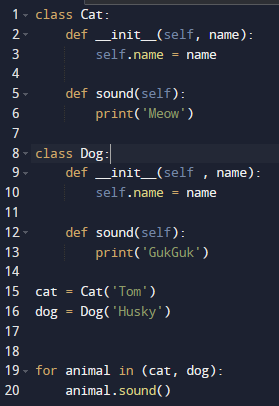 1 class Cat:
2     def __init__(self, name):
3         self.name = name
4
5     def sound(self):
6         print('Meow')
7
8 class Dog:
9     def __init__(self , name):
10         self.name = name
11
12     def sound(self):
13         print('GukGuk')
14
15 cat = Cat('Tom')
16 dog = Dog('Husky')
17
18
19 for animal in (cat, dog):
20     animal.sound()